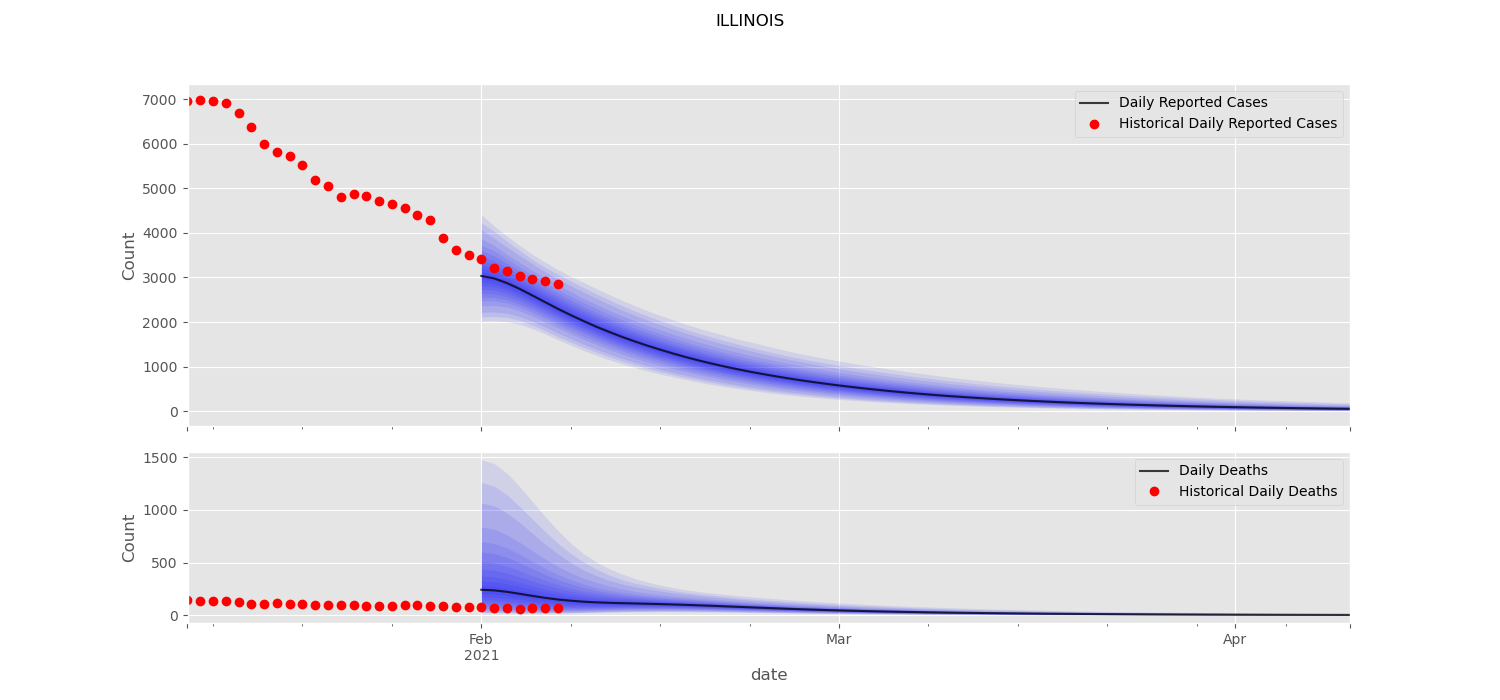 ILLINOIS
7000
6000
5000
4000
3000
2000
1000
0
Count
Daily Reported Cases
Historical Daily Reported Cases
1500
1000
500
0
Count
Daily Deaths
Historical Daily Deaths
Feb
2021
Mar
Apr
date